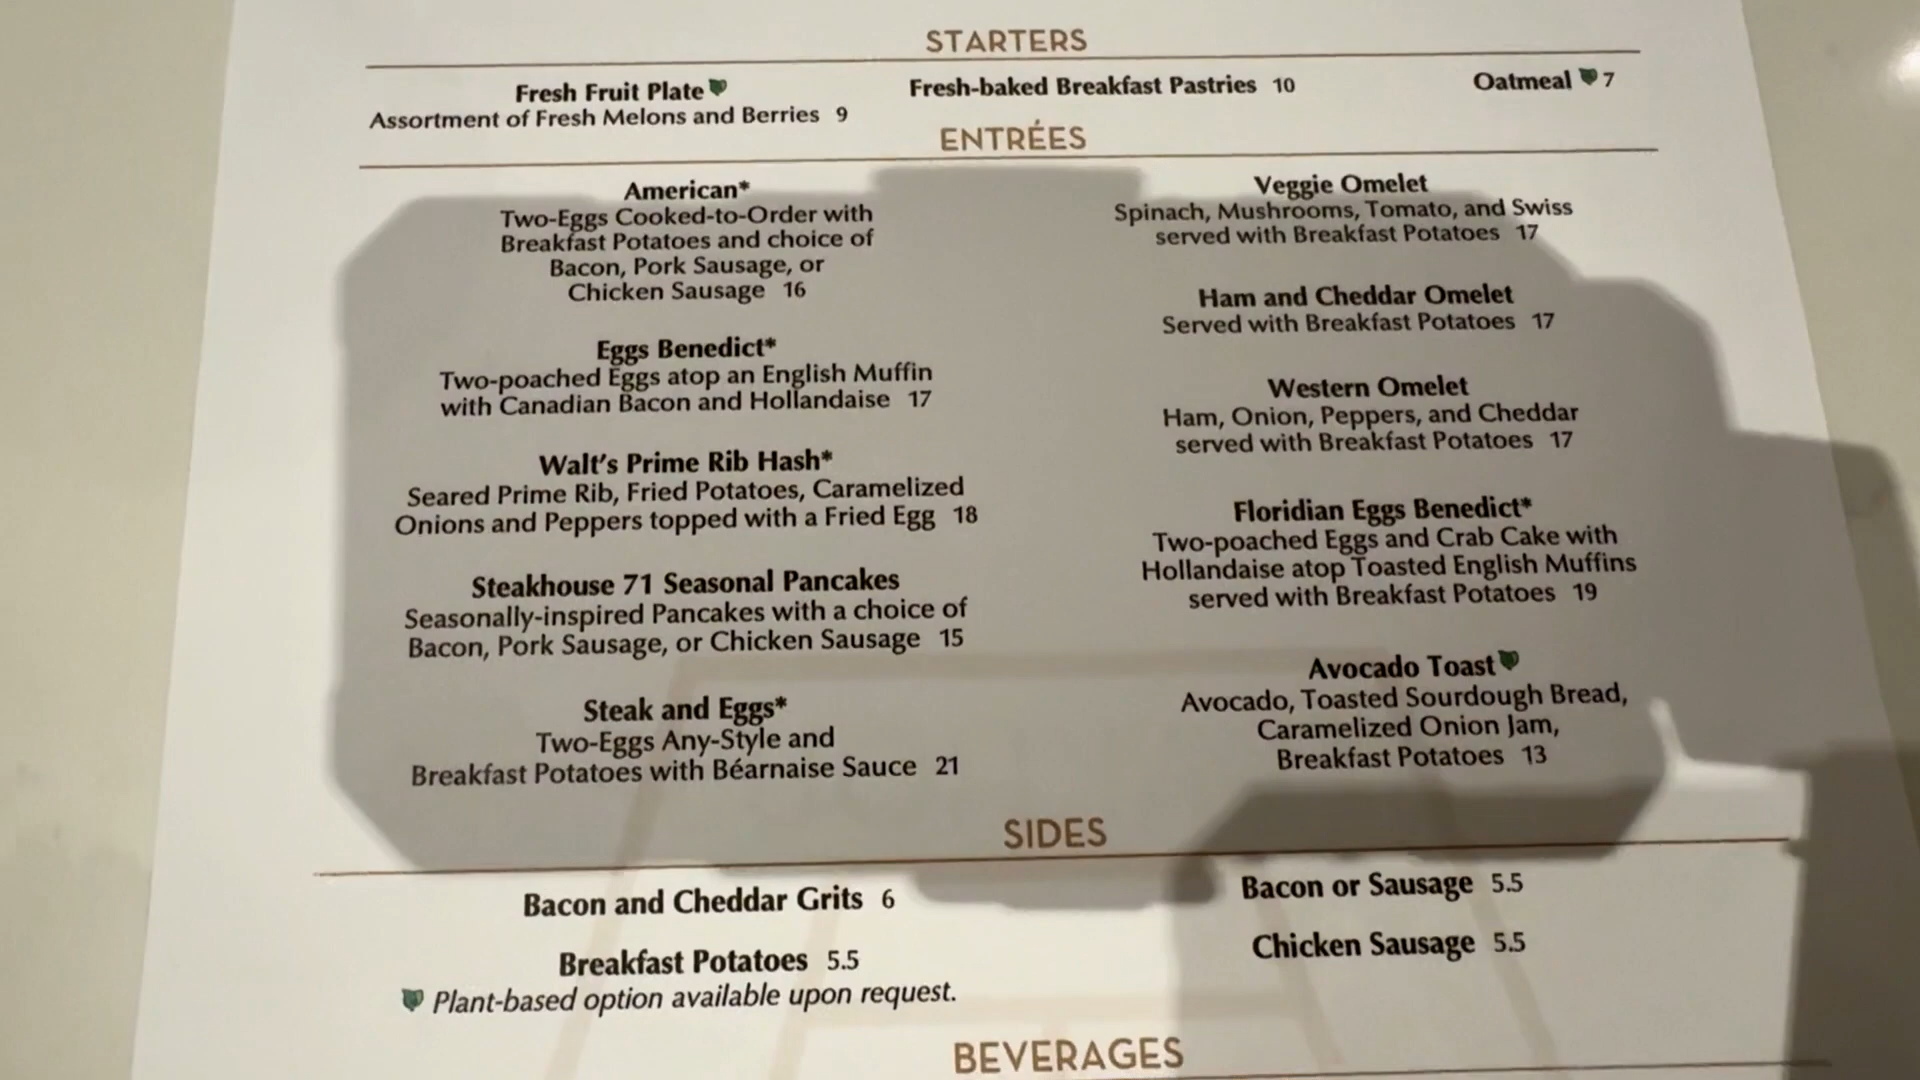 STARTERS
Fresh Fruit Plate
Assortment of Fresh Melons and Berries 9
Fresh-baked Breakfast Pastries 10
Oatmeal 7
ENTRÉES
American*
Two-Eggs Cooked-to-Order with
Breakfast Potatoes and choice of
Bacon, Pork Sausage, or
Chicken Sausage 16
Eggs Benedict*
Two-poached Eggs atop an English Muffin
with Canadian Bacon and Hollandaise 17
Walt's Prime Rib Hash*
Seared Prime Rib, Fried Potatoes, Caramelized
Onions and Peppers topped with a Fried Egg 18
Steakhouse 71 Seasonal Pancakes
Seasonally-inspired Pancakes with a choice of
Bacon, Pork Sausage, or Chicken Sausage 15
Steak and Eggs*
Two-Eggs Any-Style and
Breakfast Potatoes with Béarnaise Sauce 21
Veggie Omelet
Spinach, Mushrooms, Tomato, and Swiss
served with Breakfast Potatoes 17
Ham and Cheddar Omelet
Served with Breakfast Potatoes 17
Western Omelet
Ham, Onion, Peppers, and Cheddar
served with Breakfast Potatoes 17
Floridian Eggs Benedict*
Two-poached Eggs and Crab Cake with
Hollandaise atop Toasted English Muffins
served with Breakfast Potatoes 19
Avocado Toast
Avocado, Toasted Sourdough Bread,
Caramelized Onion Jam,
Breakfast Potatoes 13
SIDES
Bacon and Cheddar Grits 6
Breakfast Potatoes 5.5
Bacon or Sausage 5.5
Chicken Sausage 5.5
Plant-based option available upon request.
BEVERAGES